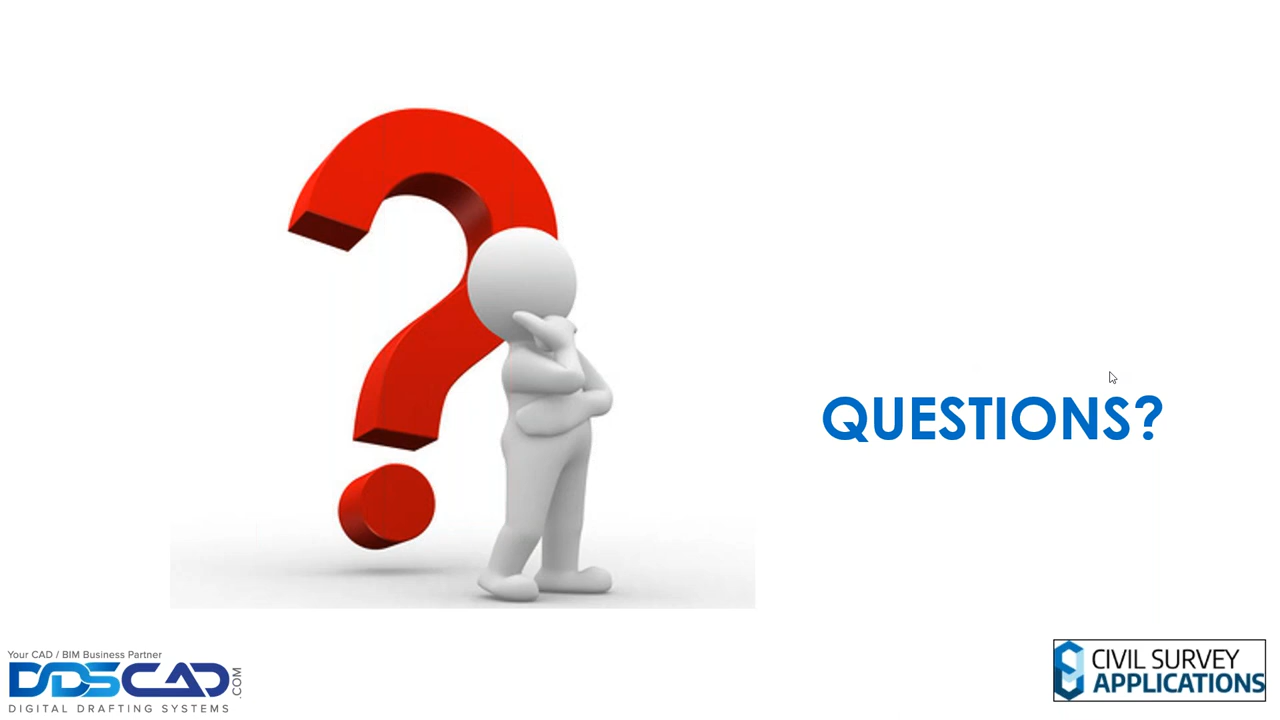 QUESTIONS?
Your CAD / BIM Business Partner
DDSCAD.COM
DIGITAL DRAFTING SYSTEMS
CIVIL SURVEY
APPLICATIONS